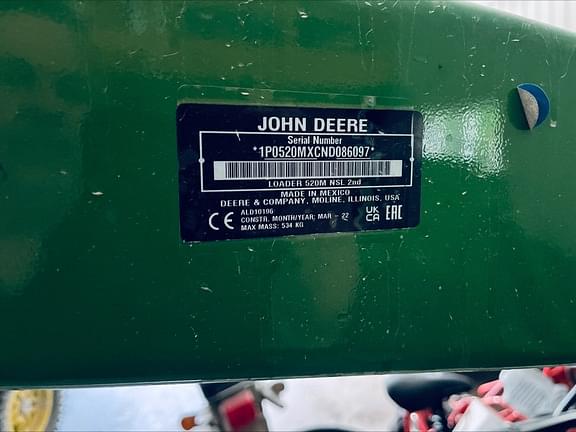 JOHN DEERE
Serial Number
*1P0520MXCND086097*
LOADER 520M NSL 2nd
MADE IN MEXICO
DEERE & COMPANY, MOLINE, ILLINOIS, USA
ALD10106
CONSTR. MONTH/YEAR; MAR - 22
MAX MASS: 534 KG
CE
UK
CA
EAC